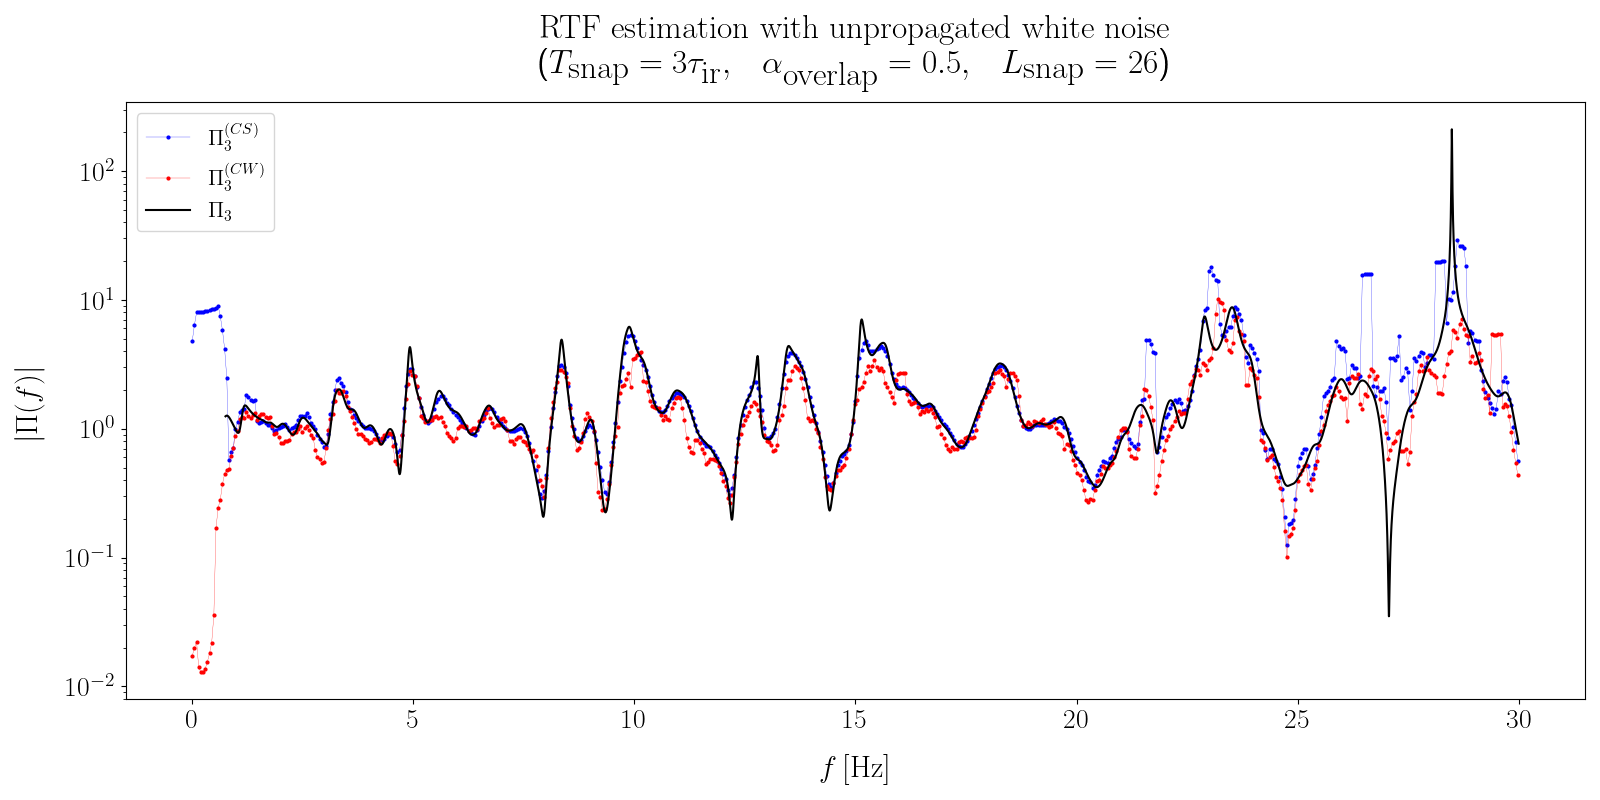 RTF estimation with unpropagated white noise
(T_snap = 3τ_ir, α_overlap = 0.5, L_snap = 26)
Π_3^(CS)
Π_3^(CW)
Π_3
|Π(f)|
10^2
10^1
10^0
10^−1
10^−2
0 5 10 15 20 25 30
f [Hz]